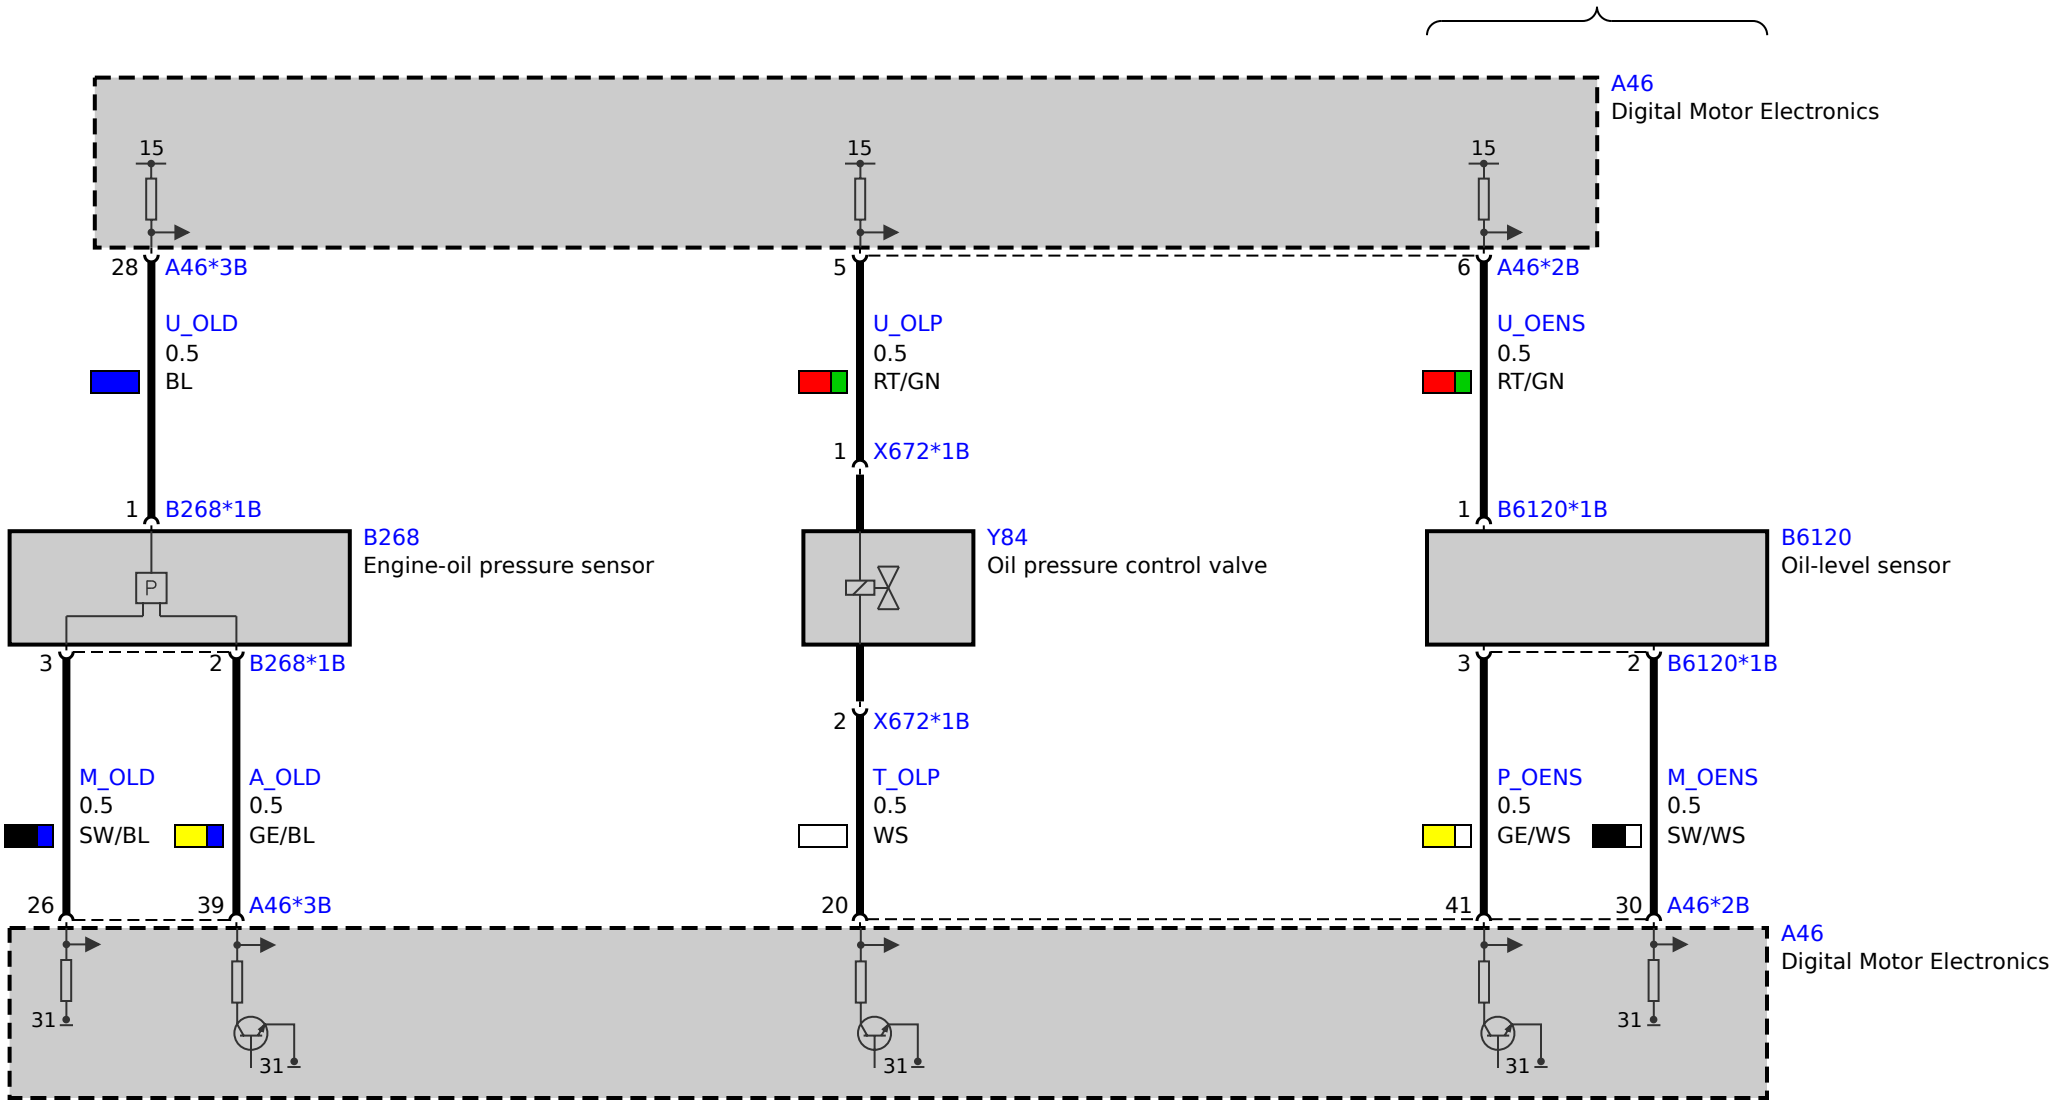 A46
Digital Motor Electronics
15
15
15
28
A46*3B
5
6
A46*2B
U_OLD
0.5
BL
U_OLP
0.5
RT/GN
U_OENS
0.5
RT/GN
1
X672*1B
1
B268*1B
1
B6120*1B
B268
Engine-oil pressure sensor
P
Y84
Oil pressure control valve
B6120
Oil-level sensor
3
2
B268*1B
3
2
B6120*1B
2
X672*1B
M_OLD
0.5
SW/BL
A_OLD
0.5
GE/BL
T_OLP
0.5
WS
P_OENS
0.5
GE/WS
M_OENS
0.5
SW/WS
26
39
A46*3B
20
41
30
A46*2B
A46
Digital Motor Electronics
31
31
31
31
31